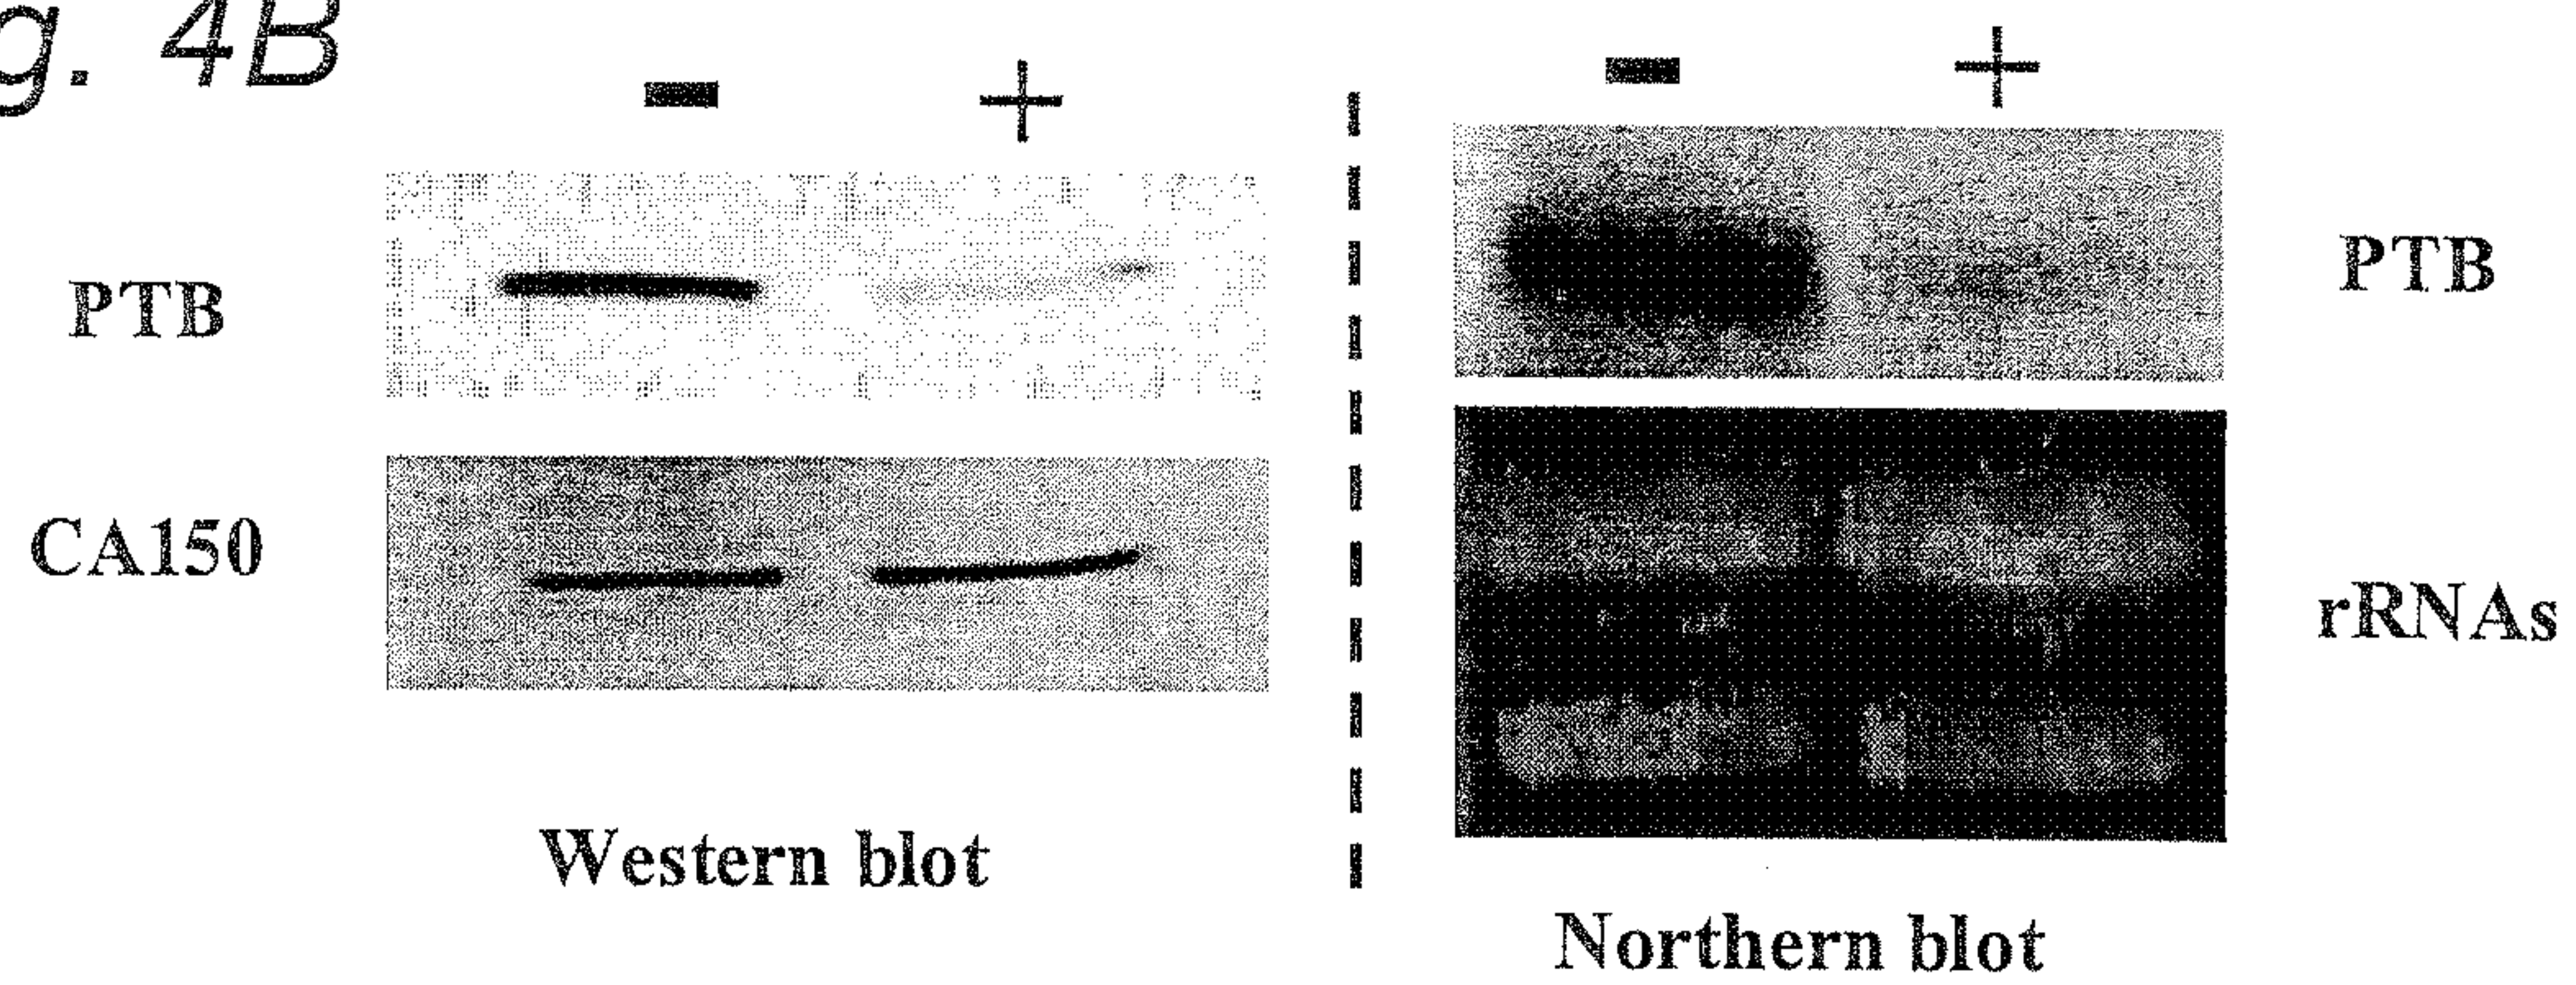 g. 4B
− +
PTB
CA150
Western blot
− +
PTB
rRNAs
Northern blot